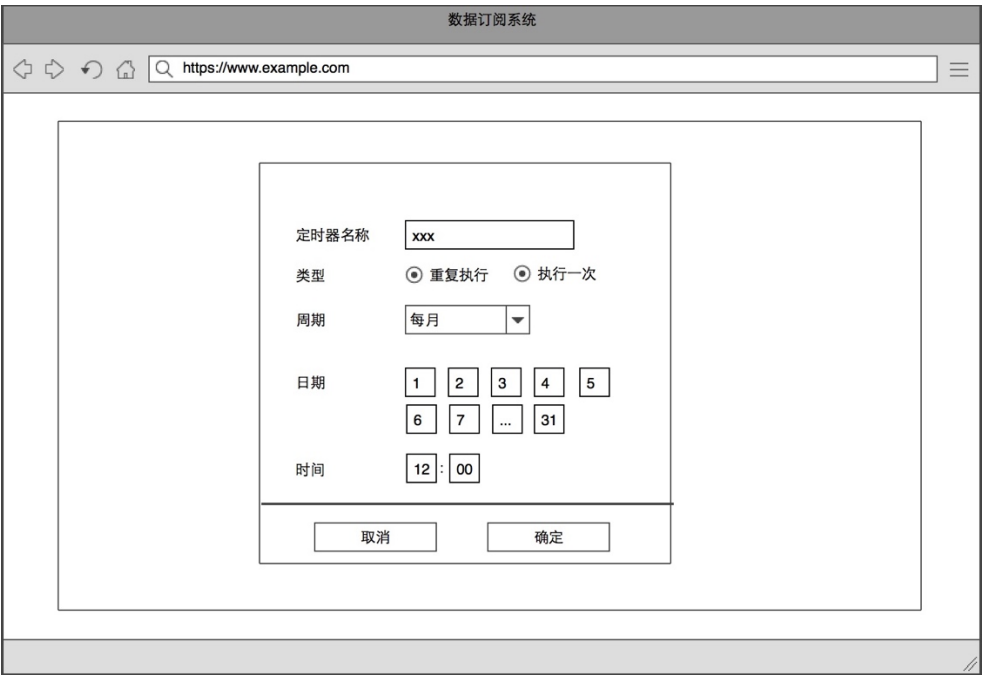 数据订阅系统
https://www.example.com
定时器名称 xxx
类型 重复执行 执行一次
周期 每月
日期 1 2 3 4 5
6 7 ... 31
时间 12 : 00
取消 确定